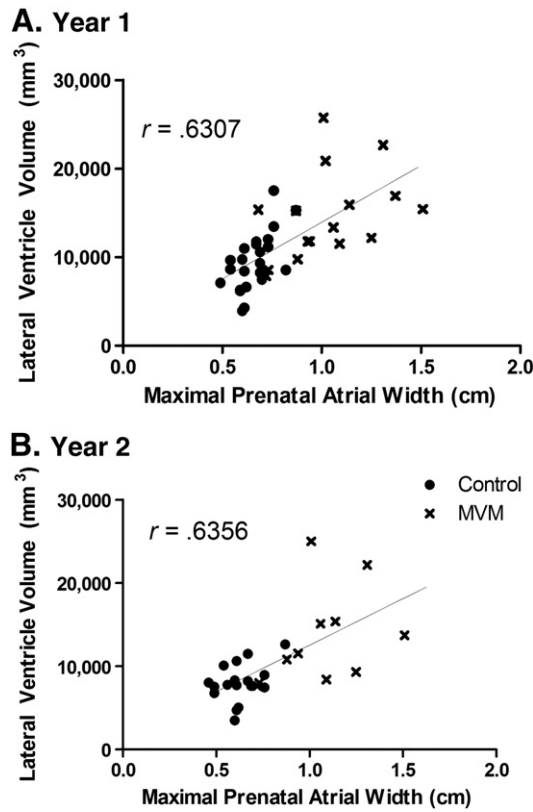 A. Year 1
Lateral Ventricle Volume (mm³)
30,000
20,000
10,000
0
r = .6307
0.0 0.5 1.0 1.5 2.0
Maximal Prenatal Atrial Width (cm)
B. Year 2
Lateral Ventricle Volume (mm³)
30,000
20,000
10,000
0
r = .6356
Control
MVM
0.0 0.5 1.0 1.5 2.0
Maximal Prenatal Atrial Width (cm)